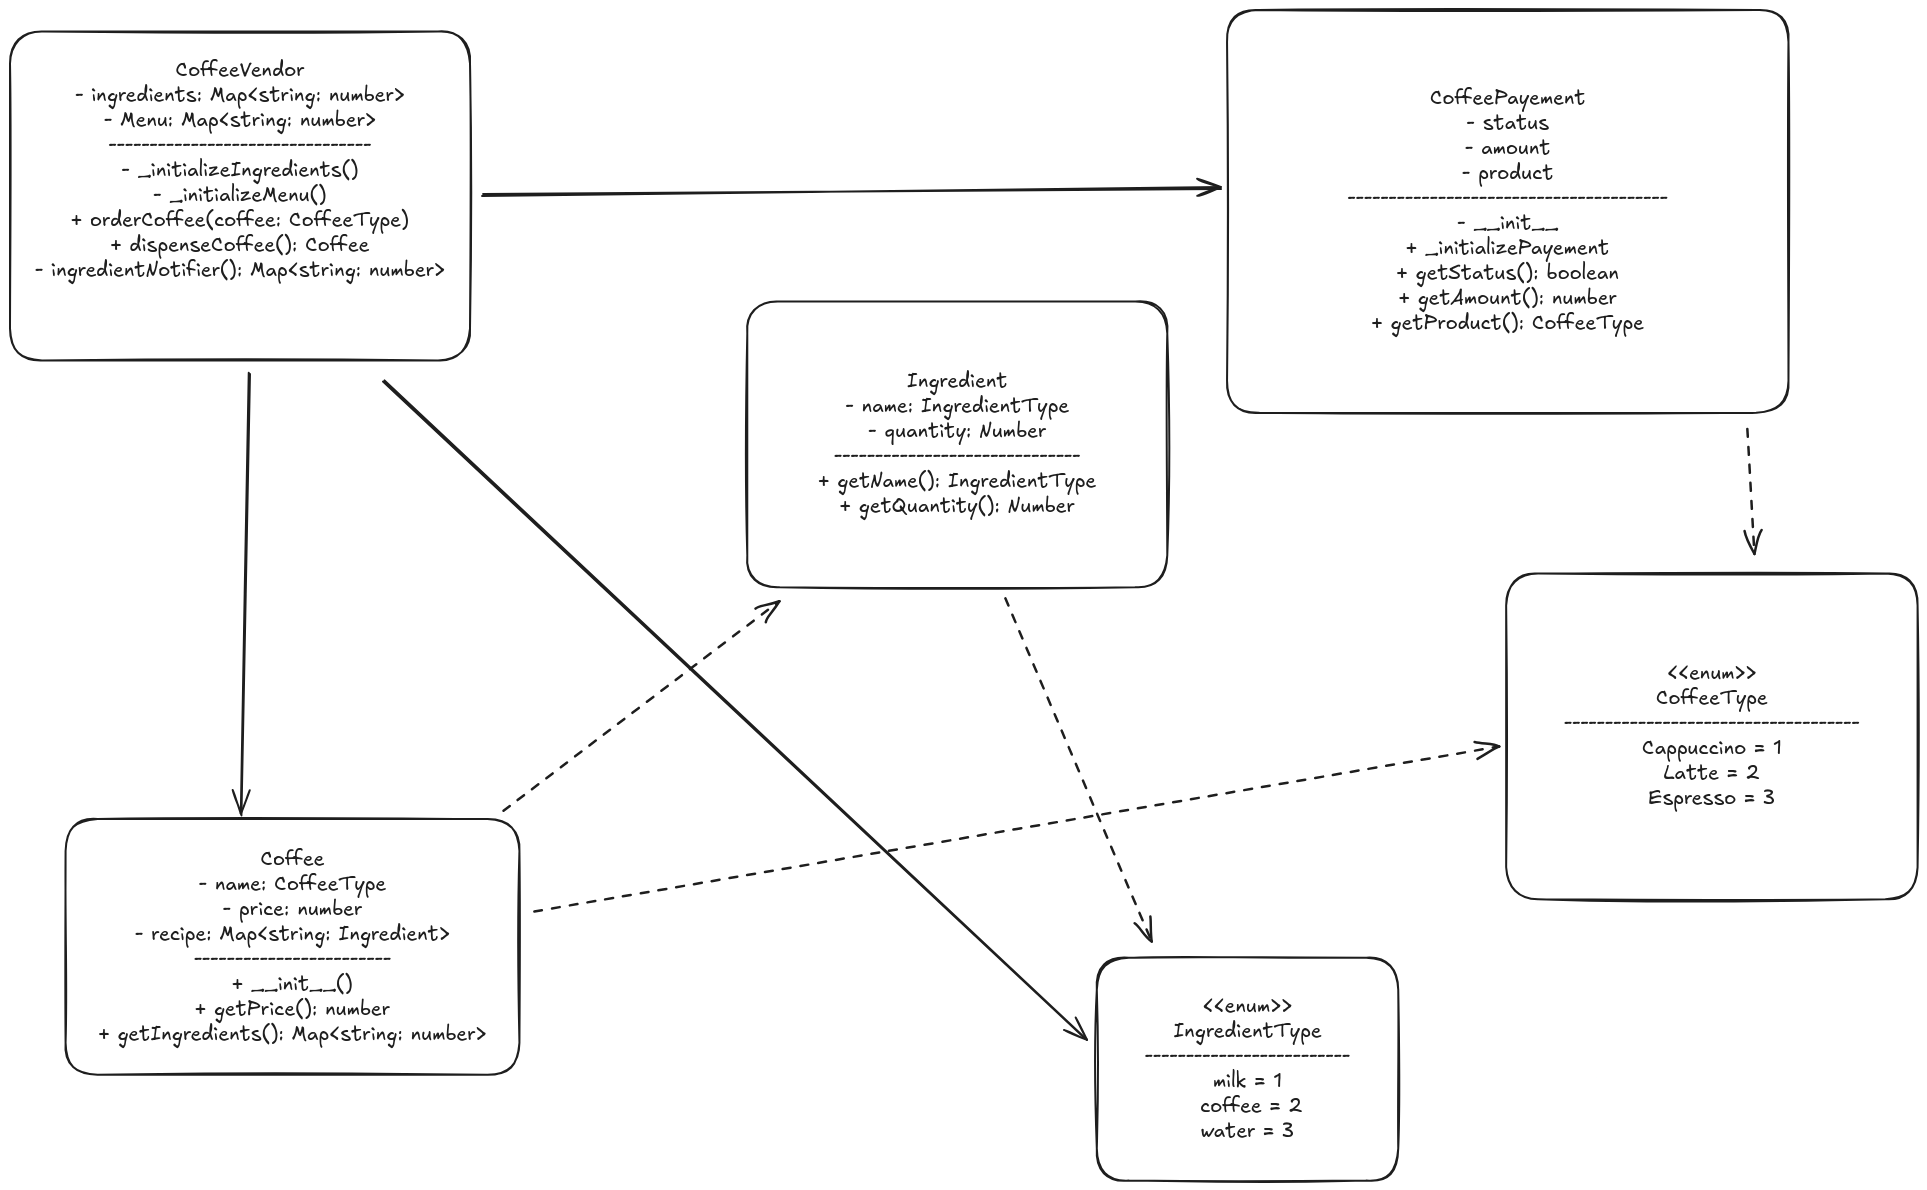 CoffeeVendor
- ingredients: Map<string: number>
- Menu: Map<string: number>
--------------------------------
- _initializeIngredients()
- _initializeMenu()
+ orderCoffee(coffee: CoffeeType)
+ dispenseCoffee(): Coffee
- ingredientNotifier(): Map<string: number>
CoffeePayement
- status
- amount
- product
---------------------------------------
- __init__
+ _initializePayement
+ getStatus(): boolean
+ getAmount(): number
+ getProduct(): CoffeeType
Ingredient
- name: IngredientType
- quantity: Number
------------------------------
+ getName(): IngredientType
+ getQuantity(): Number
<<enum>>
CoffeeType
------------------------------------
Cappuccino = 1
Latte = 2
Espresso = 3
Coffee
- name: CoffeeType
- price: number
- recipe: Map<string: Ingredient>
------------------------
+ __init__()
+ getPrice(): number
+ getIngredients(): Map<string: number>
<<enum>>
IngredientType
-------------------------
milk = 1
coffee = 2
water = 3